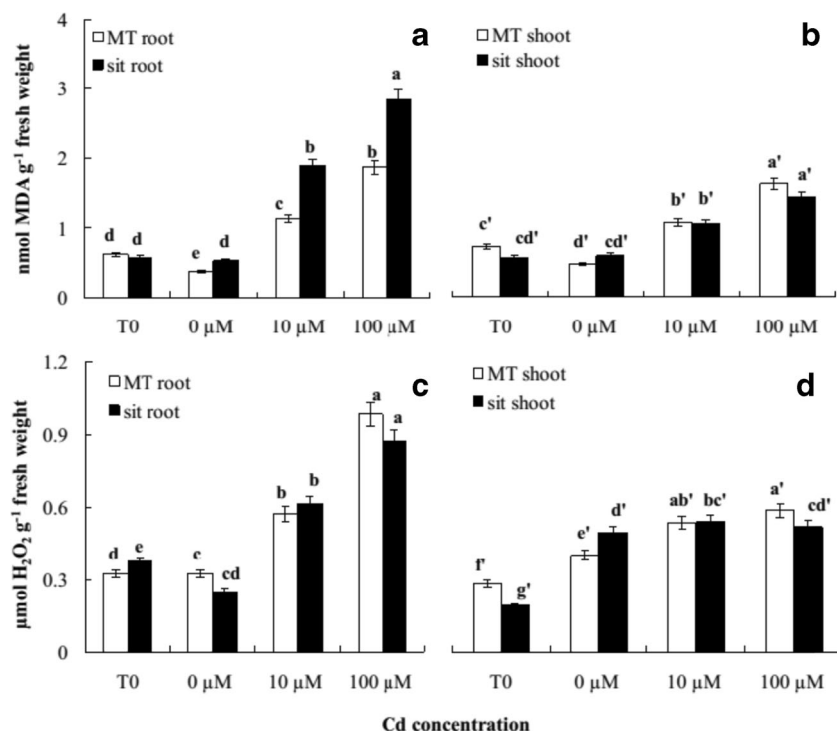 a
MT root
sit root
nmol MDA g⁻¹ fresh weight
4
3
2
1
0
d d e d c b b a
T0 0 µM 10 µM 100 µM
b
MT shoot
sit shoot
c' cd' d' cd' b' b' a' a'
T0 0 µM 10 µM 100 µM
c
MT root
sit root
µmol H₂O₂ g⁻¹ fresh weight
1.2
0.9
0.6
0.3
0
d e c cd b b a a
T0 0 µM 10 µM 100 µM
d
MT shoot
sit shoot
f' g' e' d' ab' bc' a' cd'
T0 0 µM 10 µM 100 µM
Cd concentration